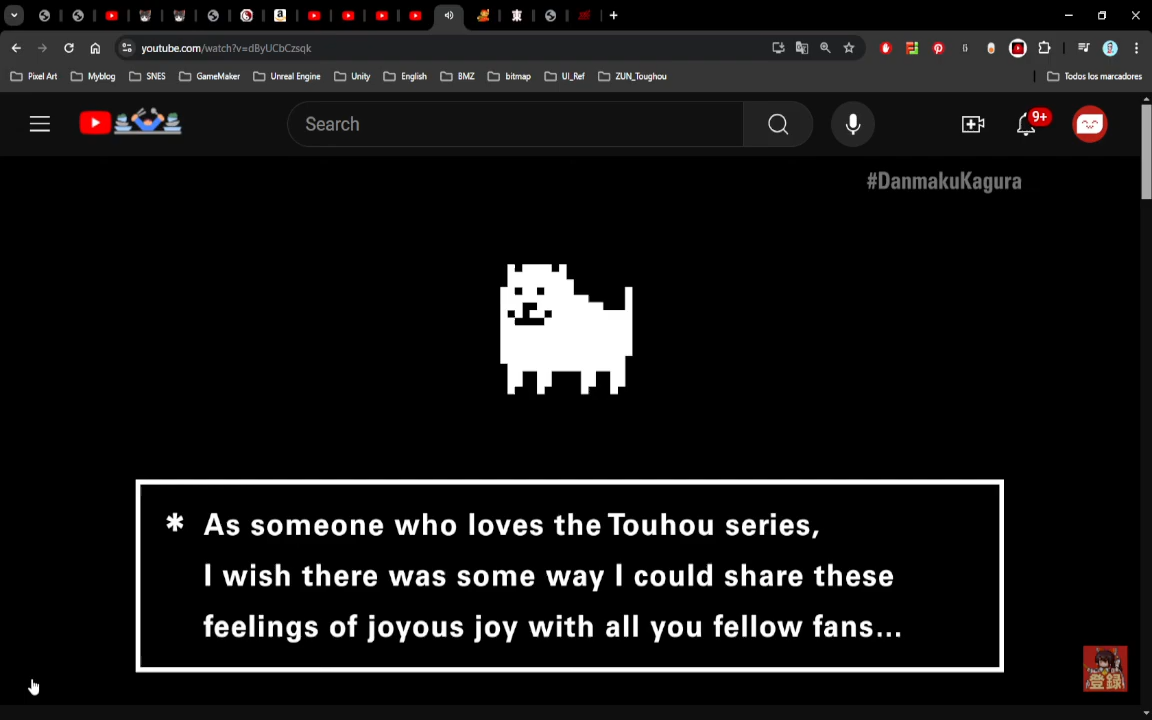 youtube.com/watch?v=dByUCbCzsqk
Pixel Art Myblog SNES GameMaker Unreal Engine Unity English BMZ bitmap UI_Ref ZUN_Toughou Todos los marcadores
Search
9+
#DanmakuKagura
* As someone who loves the Touhou series,
I wish there was some way I could share these
feelings of joyous joy with all you fellow fans...
登録